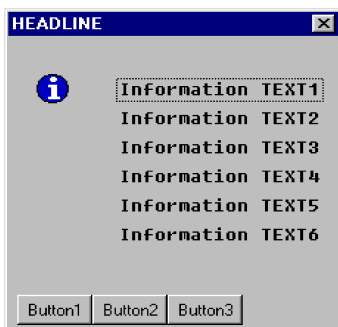 HEADLINE
Information TEXT1
Information TEXT2
Information TEXT3
Information TEXT4
Information TEXT5
Information TEXT6
Button1 Button2 Button3